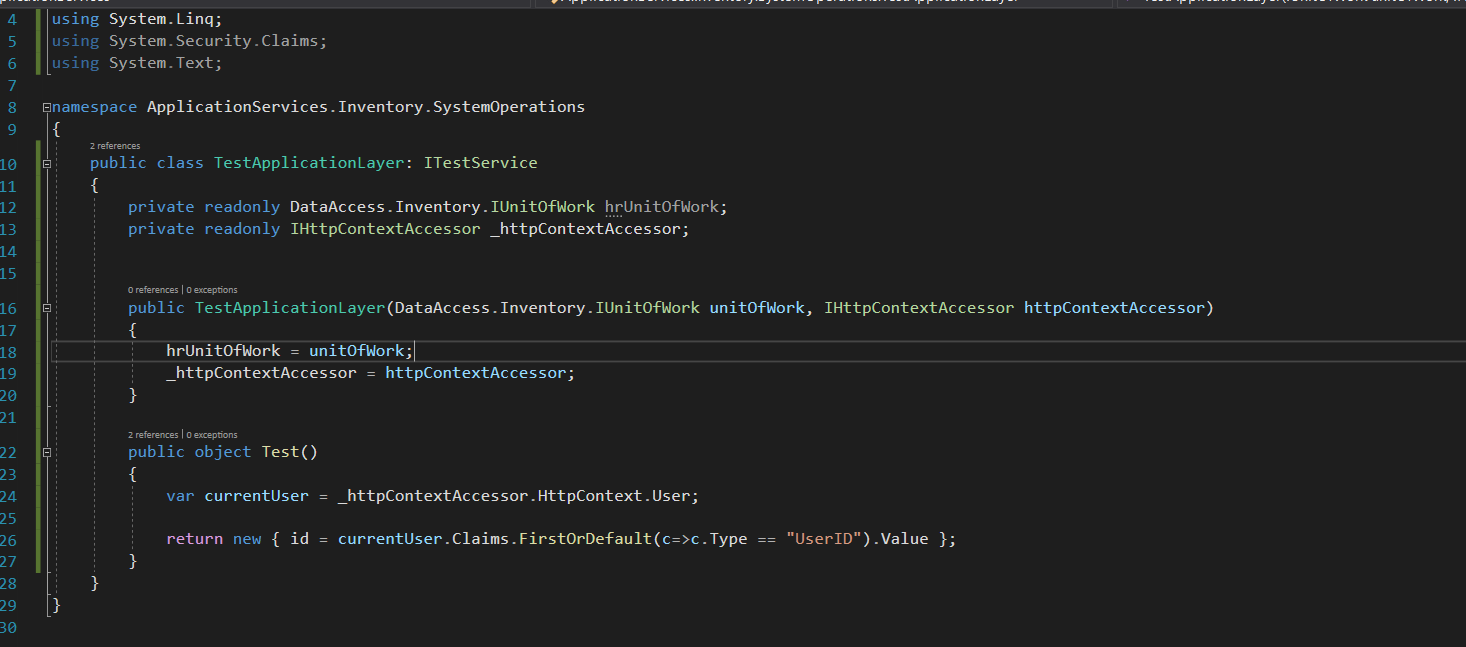 4 using System.Linq;
5 using System.Security.Claims;
6 using System.Text;
7
8 namespace ApplicationServices.Inventory.SystemOperations
9 {
2 references
10 public class TestApplicationLayer: ITestService
11 {
12 private readonly DataAccess.Inventory.IUnitOfWork hrUnitOfWork;
13 private readonly IHttpContextAccessor _httpContextAccessor;
14
15
0 references | 0 exceptions
16 public TestApplicationLayer(DataAccess.Inventory.IUnitOfWork unitOfWork, IHttpContextAccessor httpContextAccessor)
17 {
18 hrUnitOfWork = unitOfWork;
19 _httpContextAccessor = httpContextAccessor;
20 }
21
2 references | 0 exceptions
22 public object Test()
23 {
24 var currentUser = _httpContextAccessor.HttpContext.User;
25
26 return new { id = currentUser.Claims.FirstOrDefault(c=>c.Type == "UserID").Value };
27 }
28 }
29 }
30